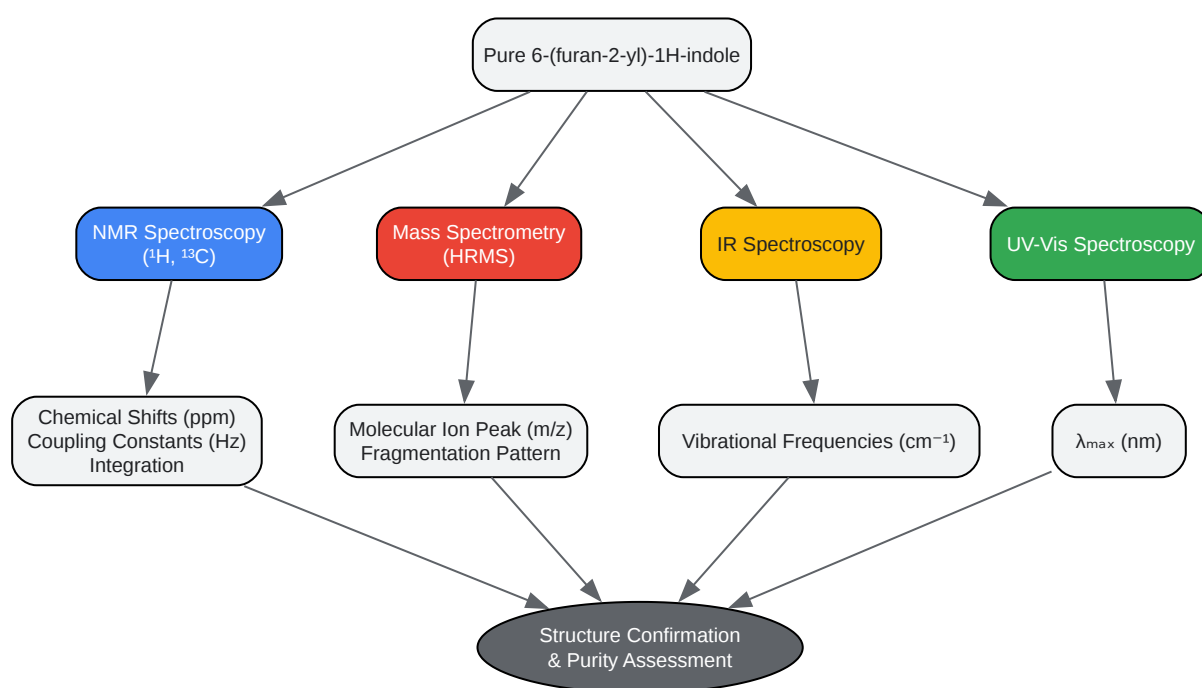 Pure 6-(furan-2-yl)-1H-indole
NMR Spectroscopy
(¹H, ¹³C)
Mass Spectrometry
(HRMS)
IR Spectroscopy
UV-Vis Spectroscopy
Chemical Shifts (ppm)
Coupling Constants (Hz)
Integration
Molecular Ion Peak (m/z)
Fragmentation Pattern
Vibrational Frequencies (cm⁻¹)
λₘₐₓ (nm)
Structure Confirmation
& Purity Assessment